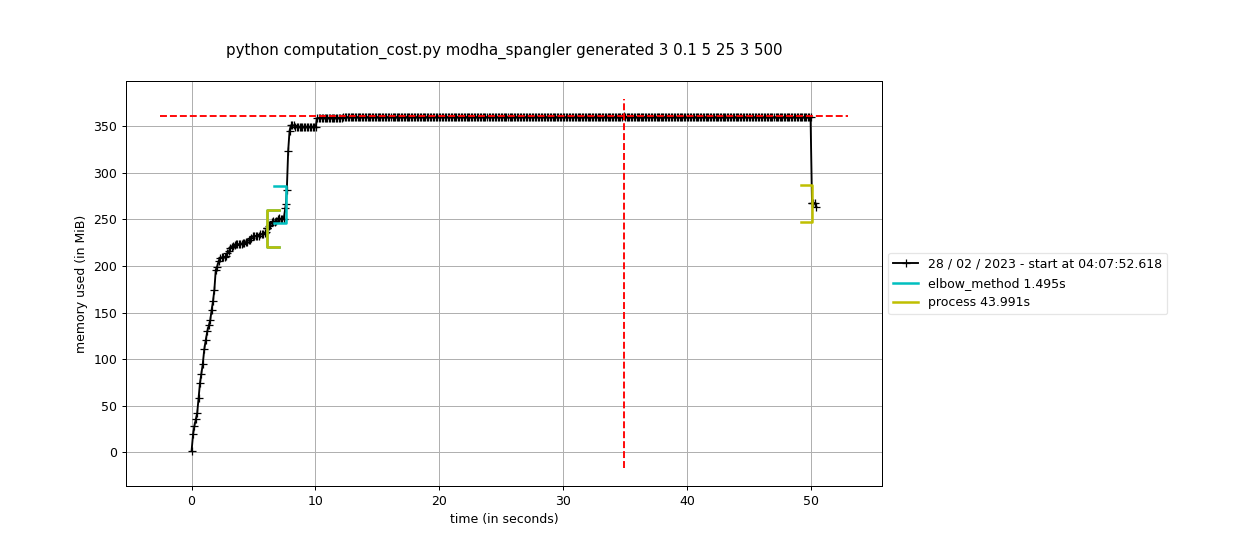 python computation_cost.py modha_spangler generated 3 0.1 5 25 3 500
memory used (in MiB)
350
300
250
200
150
100
50
0
0 10 20 30 40 50
time (in seconds)
28 / 02 / 2023 - start at 04:07:52.618
elbow_method 1.495s
process 43.991s